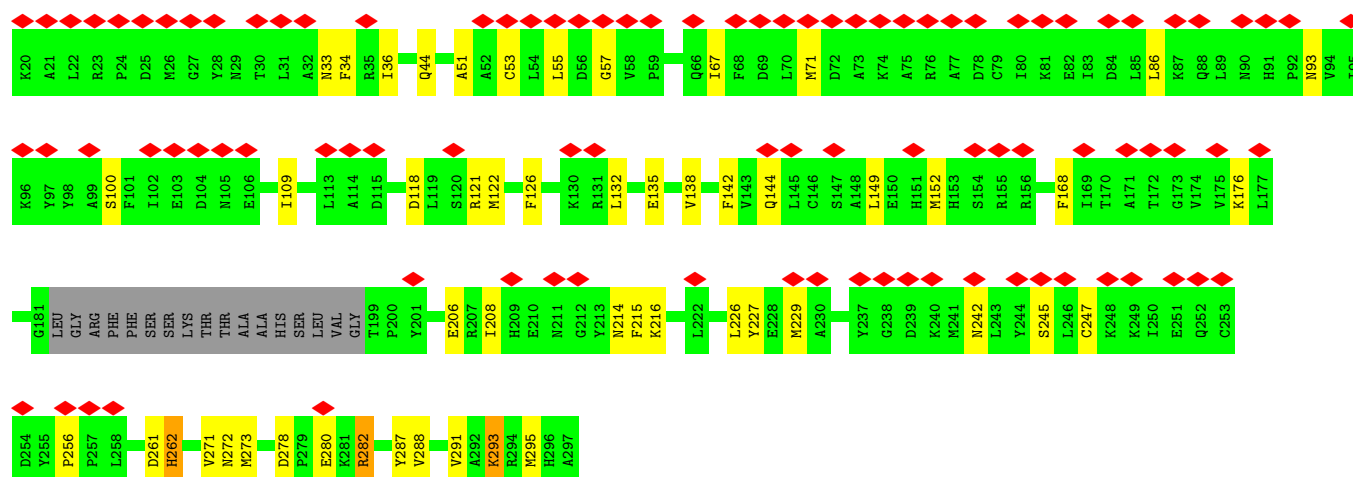 K20 A21 L22 R23 P24 D25 M26 G27 Y28 N29 T30 L31 A32 N33 F34 R35 I36 Q44 A51 A52 C53 L54 L55 D56 G57 V58 P59 Q66 I67 F68 D69 L70 M71 D72 A73 K74 A75 R76 A77 D78 C79 I80 K81 E82 I83 D84 L85 L86 K87 Q88 L89 N90 H91 P92 N93 V94 I95
K96 Y97 Y98 A99 S100 F101 I102 E103 D104 N105 E106 I109 L113 A114 D115 D118 L119 S120 R121 M122 F126 K130 R131 L132 E135 V138 F142 V143 Q144 L145 C146 S147 A148 L149 E150 H151 M152 H153 S154 R155 R156 F168 I169 T170 A171 T172 G173 V174 V175 K176 L177
G181 LEU GLY ARG PHE PHE SER SER LYS THR THR ALA ALA HIS SER LEU VAL GLY T199 P200 Y201 E206 R207 I208 H209 E210 N211 G212 Y213 N214 F215 K216 L222 L226 Y227 E228 M229 A230 Y237 G238 D239 K240 M241 N242 L243 Y244 S245 L246 C247 K248 K249 I250 E251 Q252 C253
D254 Y255 P256 P257 L258 D261 H262 V271 N272 M273 D278 P279 E280 K281 R282 Y287 V288 V291 A292 K293 R294 M295 H296 A297